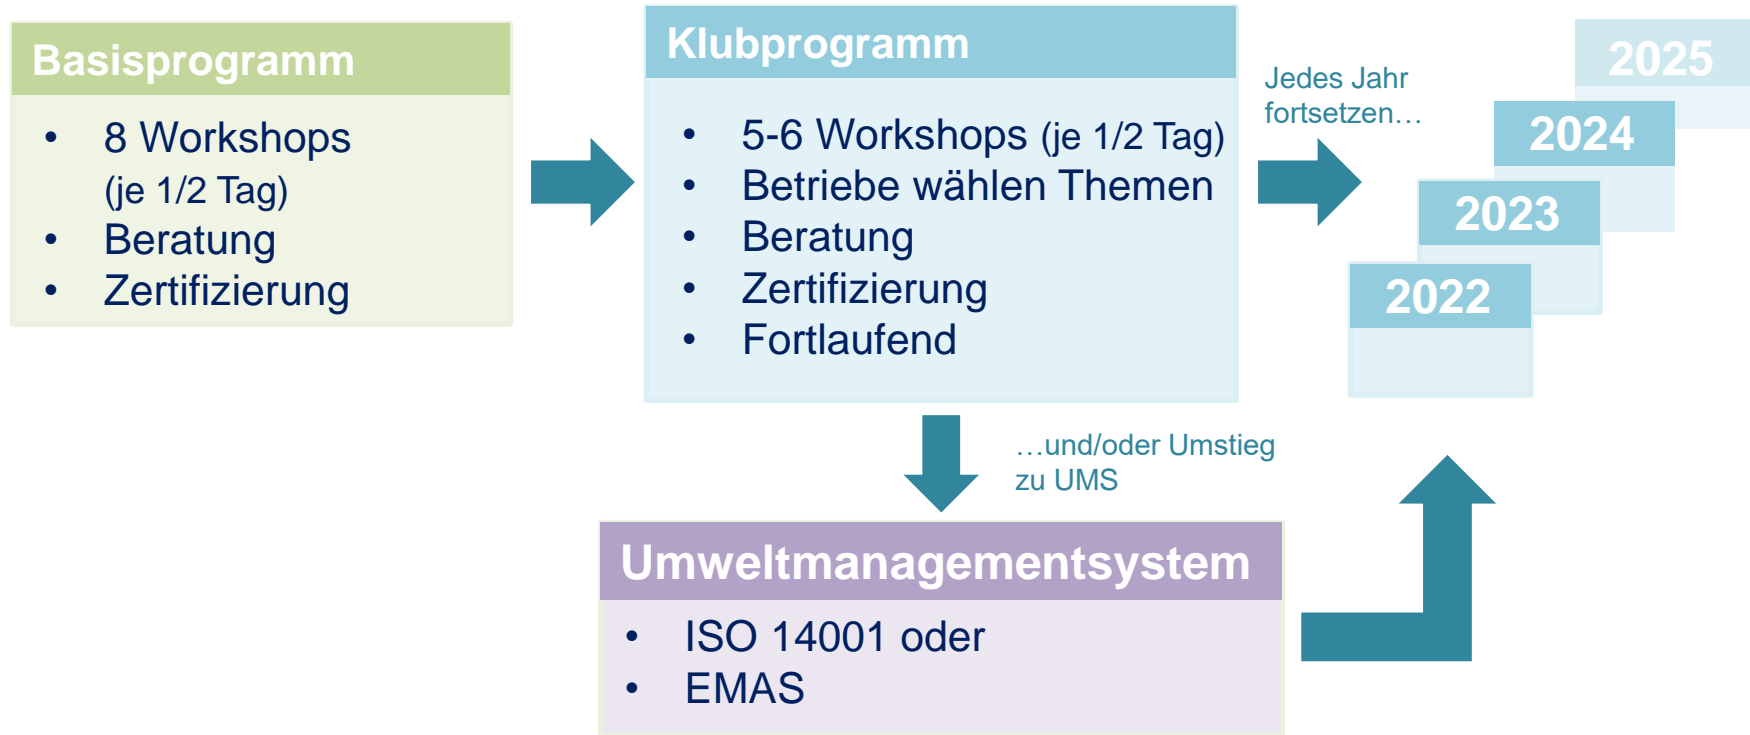 Basisprogramm
• 8 Workshops
(je 1/2 Tag)
• Beratung
• Zertifizierung
Klubprogramm
• 5-6 Workshops (je 1/2 Tag)
• Betriebe wählen Themen
• Beratung
• Zertifizierung
• Fortlaufend
Jedes Jahr
fortsetzen…
2025
2024
2023
2022
…und/oder Umstieg
zu UMS
Umweltmanagementsystem
• ISO 14001 oder
• EMAS